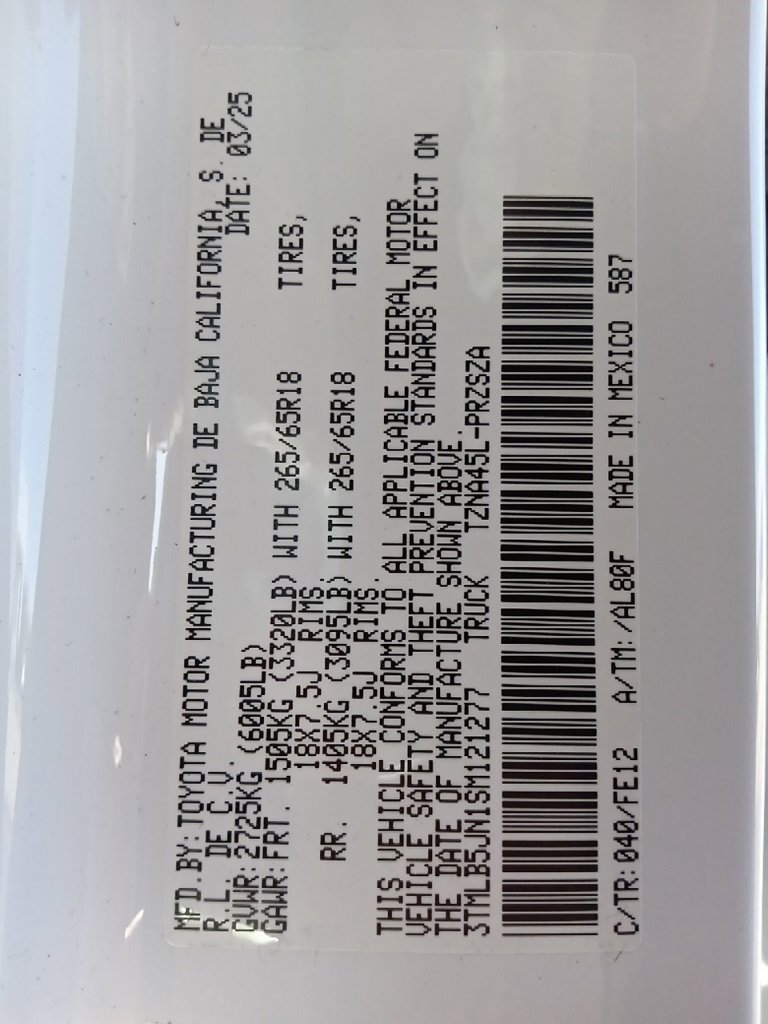 MFD.BY:TOYOTA MOTOR MANUFACTURING DE BAJA CALIFORNIA, S. DE
R.L. DE C.V. DATE: 03/25
GVWR:2725KG (6005LB)
GAWR:FRT. 1505KG (3320LB) WITH 265/65R18 TIRES,
18X7.5J RIMS.
RR. 1405KG (3095LB) WITH 265/65R18 TIRES,
18X7.5J RIMS.
THIS VEHICLE CONFORMS TO ALL APPLICABLE FEDERAL MOTOR
VEHICLE SAFETY AND THEFT PREVENTION STANDARDS IN EFFECT ON
THE DATE OF MANUFACTURE SHOWN ABOVE.
3TMLB5JN1SM121277 TRUCK TZNA45L-PRZSZA
C/TR:040/FE12 A/TM:/AL80F MADE IN MEXICO 587